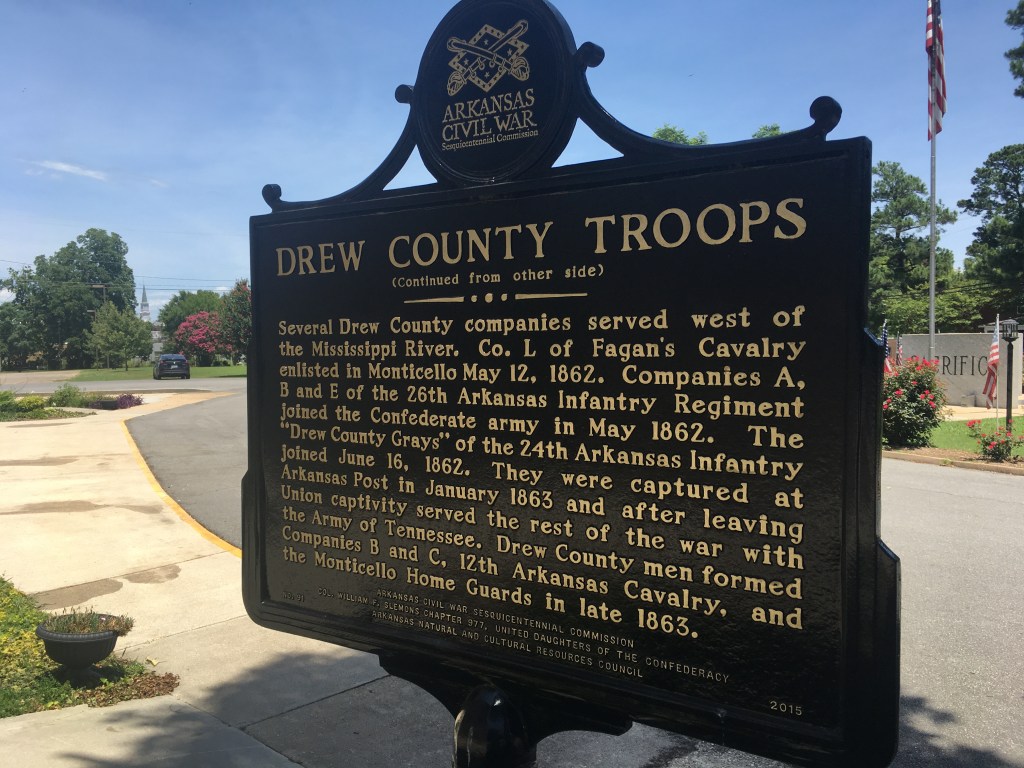 ARKANSAS
CIVIL WAR
Sesquicentennial Commission
DREW COUNTY TROOPS
(Continued from other side)
Several Drew County companies served west of
the Mississippi River. Co. L of Fagan's Cavalry
enlisted in Monticello May 12, 1862. Companies A,
B and E of the 26th Arkansas Infantry Regiment
joined the Confederate army in May 1862. The
"Drew County Grays" of the 24th Arkansas Infantry
joined June 16, 1862. They were captured at
Arkansas Post in January 1863 and after leaving
Union captivity served the rest of the war with
the Army of Tennessee. Drew County men formed
Companies B and C, 12th Arkansas Cavalry, and
the Monticello Home Guards in late 1863.
ARKANSAS CIVIL WAR SESQUICENTENNIAL COMMISSION
COL. WILLIAM F. SLEMONS CHAPTER 977, UNITED DAUGHTERS OF THE CONFEDERACY
ARKANSAS NATURAL AND CULTURAL RESOURCES COUNCIL
2015